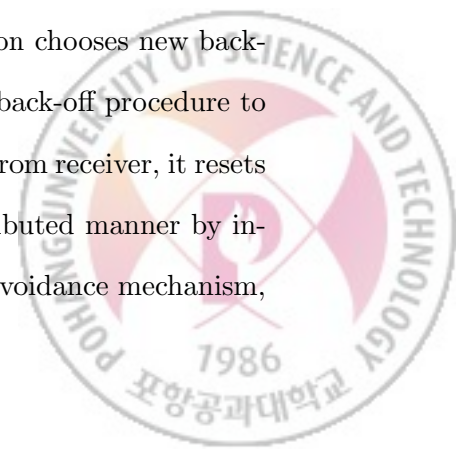 on chooses new back-
back-off procedure to
from receiver, it resets
buted manner by in-
voidance mechanism,
POHANG UNIVERSITY OF SCIENCE AND TECHNOLOGY
1986
포항공과대학교